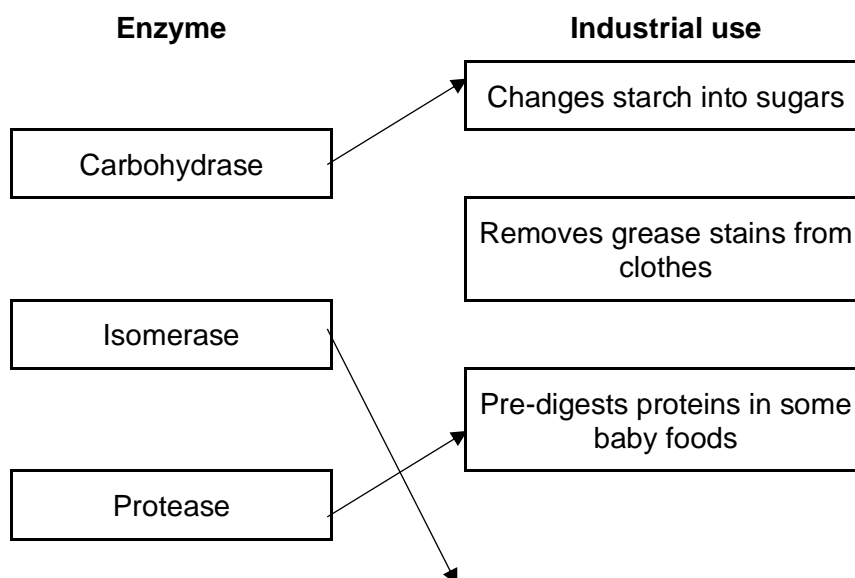 Enzyme
Industrial use
Changes starch into sugars
Carbohydrase
Removes grease stains from
clothes
Isomerase
Pre-digests proteins in some
baby foods
Protease